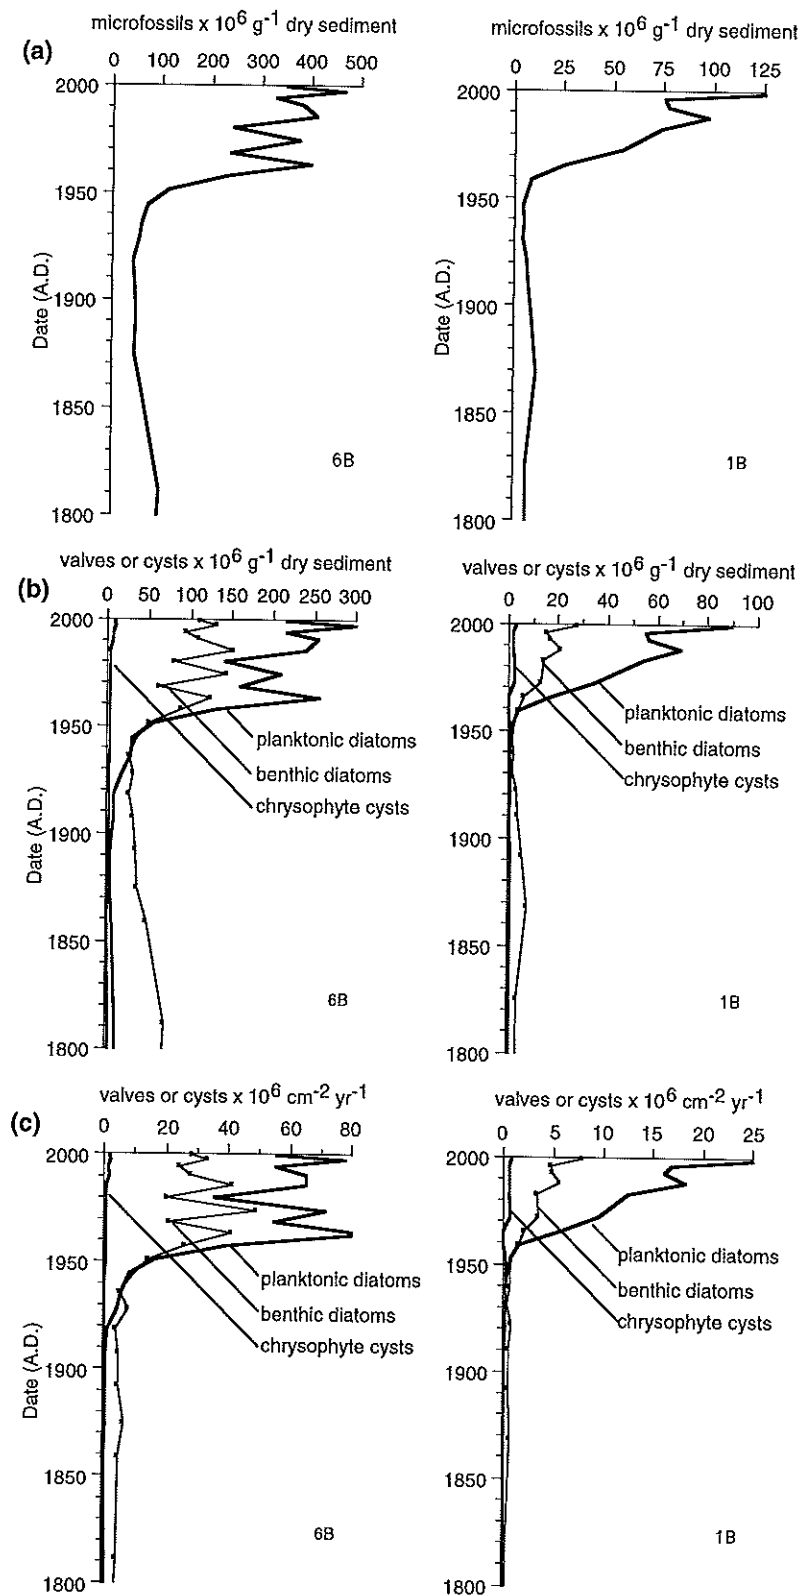 microfossils x 10⁶ g⁻¹ dry sediment
microfossils x 10⁶ g⁻¹ dry sediment
(a)
0 100 200 300 400 500
0 25 50 75 100 125
2000
1950
1900
1850
1800
Date (A.D.)
6B
2000
1950
1900
1850
1800
Date (A.D.)
1B
valves or cysts x 10⁶ g⁻¹ dry sediment
valves or cysts x 10⁶ g⁻¹ dry sediment
(b)
0 50 100 150 200 250 300
0 20 40 60 80 100
2000
1950
1900
1850
1800
Date (A.D.)
planktonic diatoms
benthic diatoms
chrysophyte cysts
6B
2000
1950
1900
1850
1800
planktonic diatoms
benthic diatoms
chrysophyte cysts
1B
(c)
valves or cysts x 10⁶ cm⁻² yr⁻¹
valves or cysts x 10⁶ cm⁻² yr⁻¹
0 20 40 60 80
0 5 10 15 20 25
2000
1950
1900
1850
1800
Date (A.D.)
planktonic diatoms
benthic diatoms
chrysophyte cysts
6B
2000
1950
1900
1850
1800
planktonic diatoms
benthic diatoms
chrysophyte cysts
1B